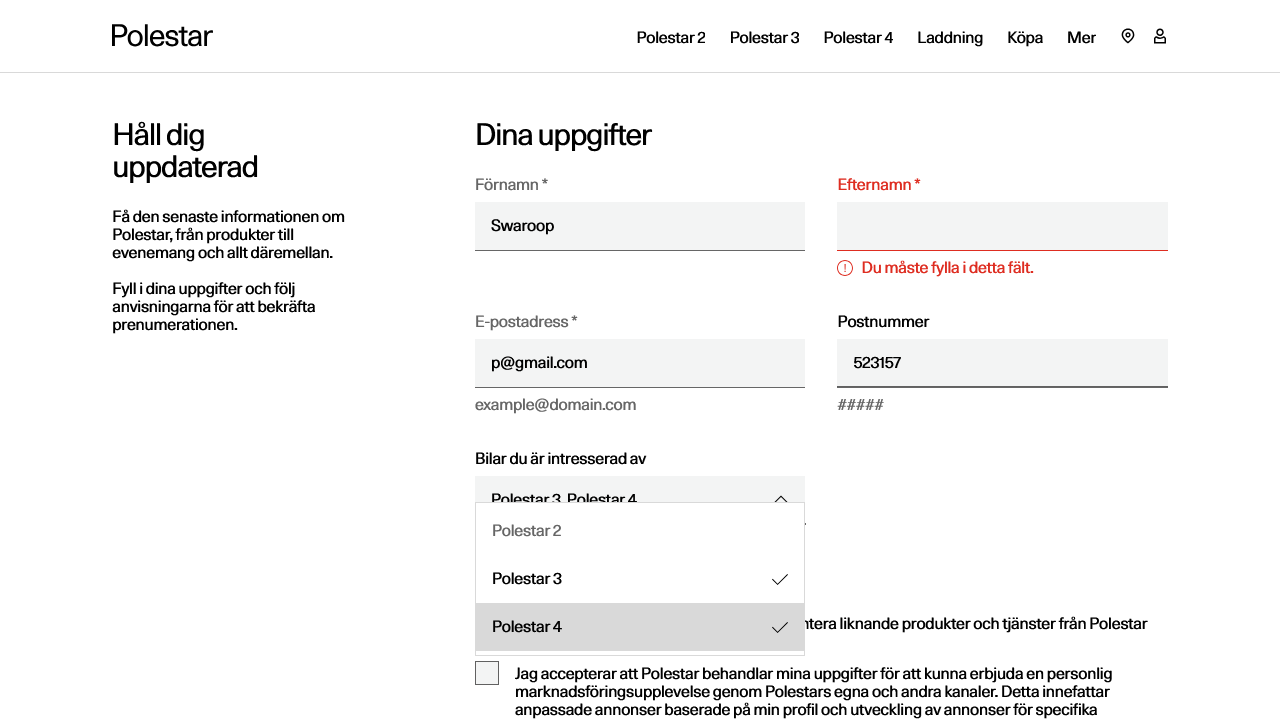 Polestar
Polestar 2
Polestar 3
Polestar 4
Laddning
Köpa
Mer
Håll dig
uppdaterad
Få den senaste informationen om
Polestar, från produkter till
evenemang och allt däremellan.
Fyll i dina uppgifter och följ
anvisningarna för att bekräfta
prenumerationen.
Dina uppgifter
Förnamn *
Swaroop
Efternamn *
Du måste fylla i detta fält.
E-postadress *
p@gmail.com
example@domain.com
Postnummer
523157
#####
Bilar du är intresserad av
Polestar 3, Polestar 4
Polestar 2
Polestar 3
Polestar 4
liknande produkter och tjänster från Polestar
Jag accepterar att Polestar behandlar mina uppgifter för att kunna erbjuda en personlig
marknadsföringsupplevelse genom Polestars egna och andra kanaler. Detta innefattar
anpassade annonser baserade på min profil och utveckling av annonser för specifika